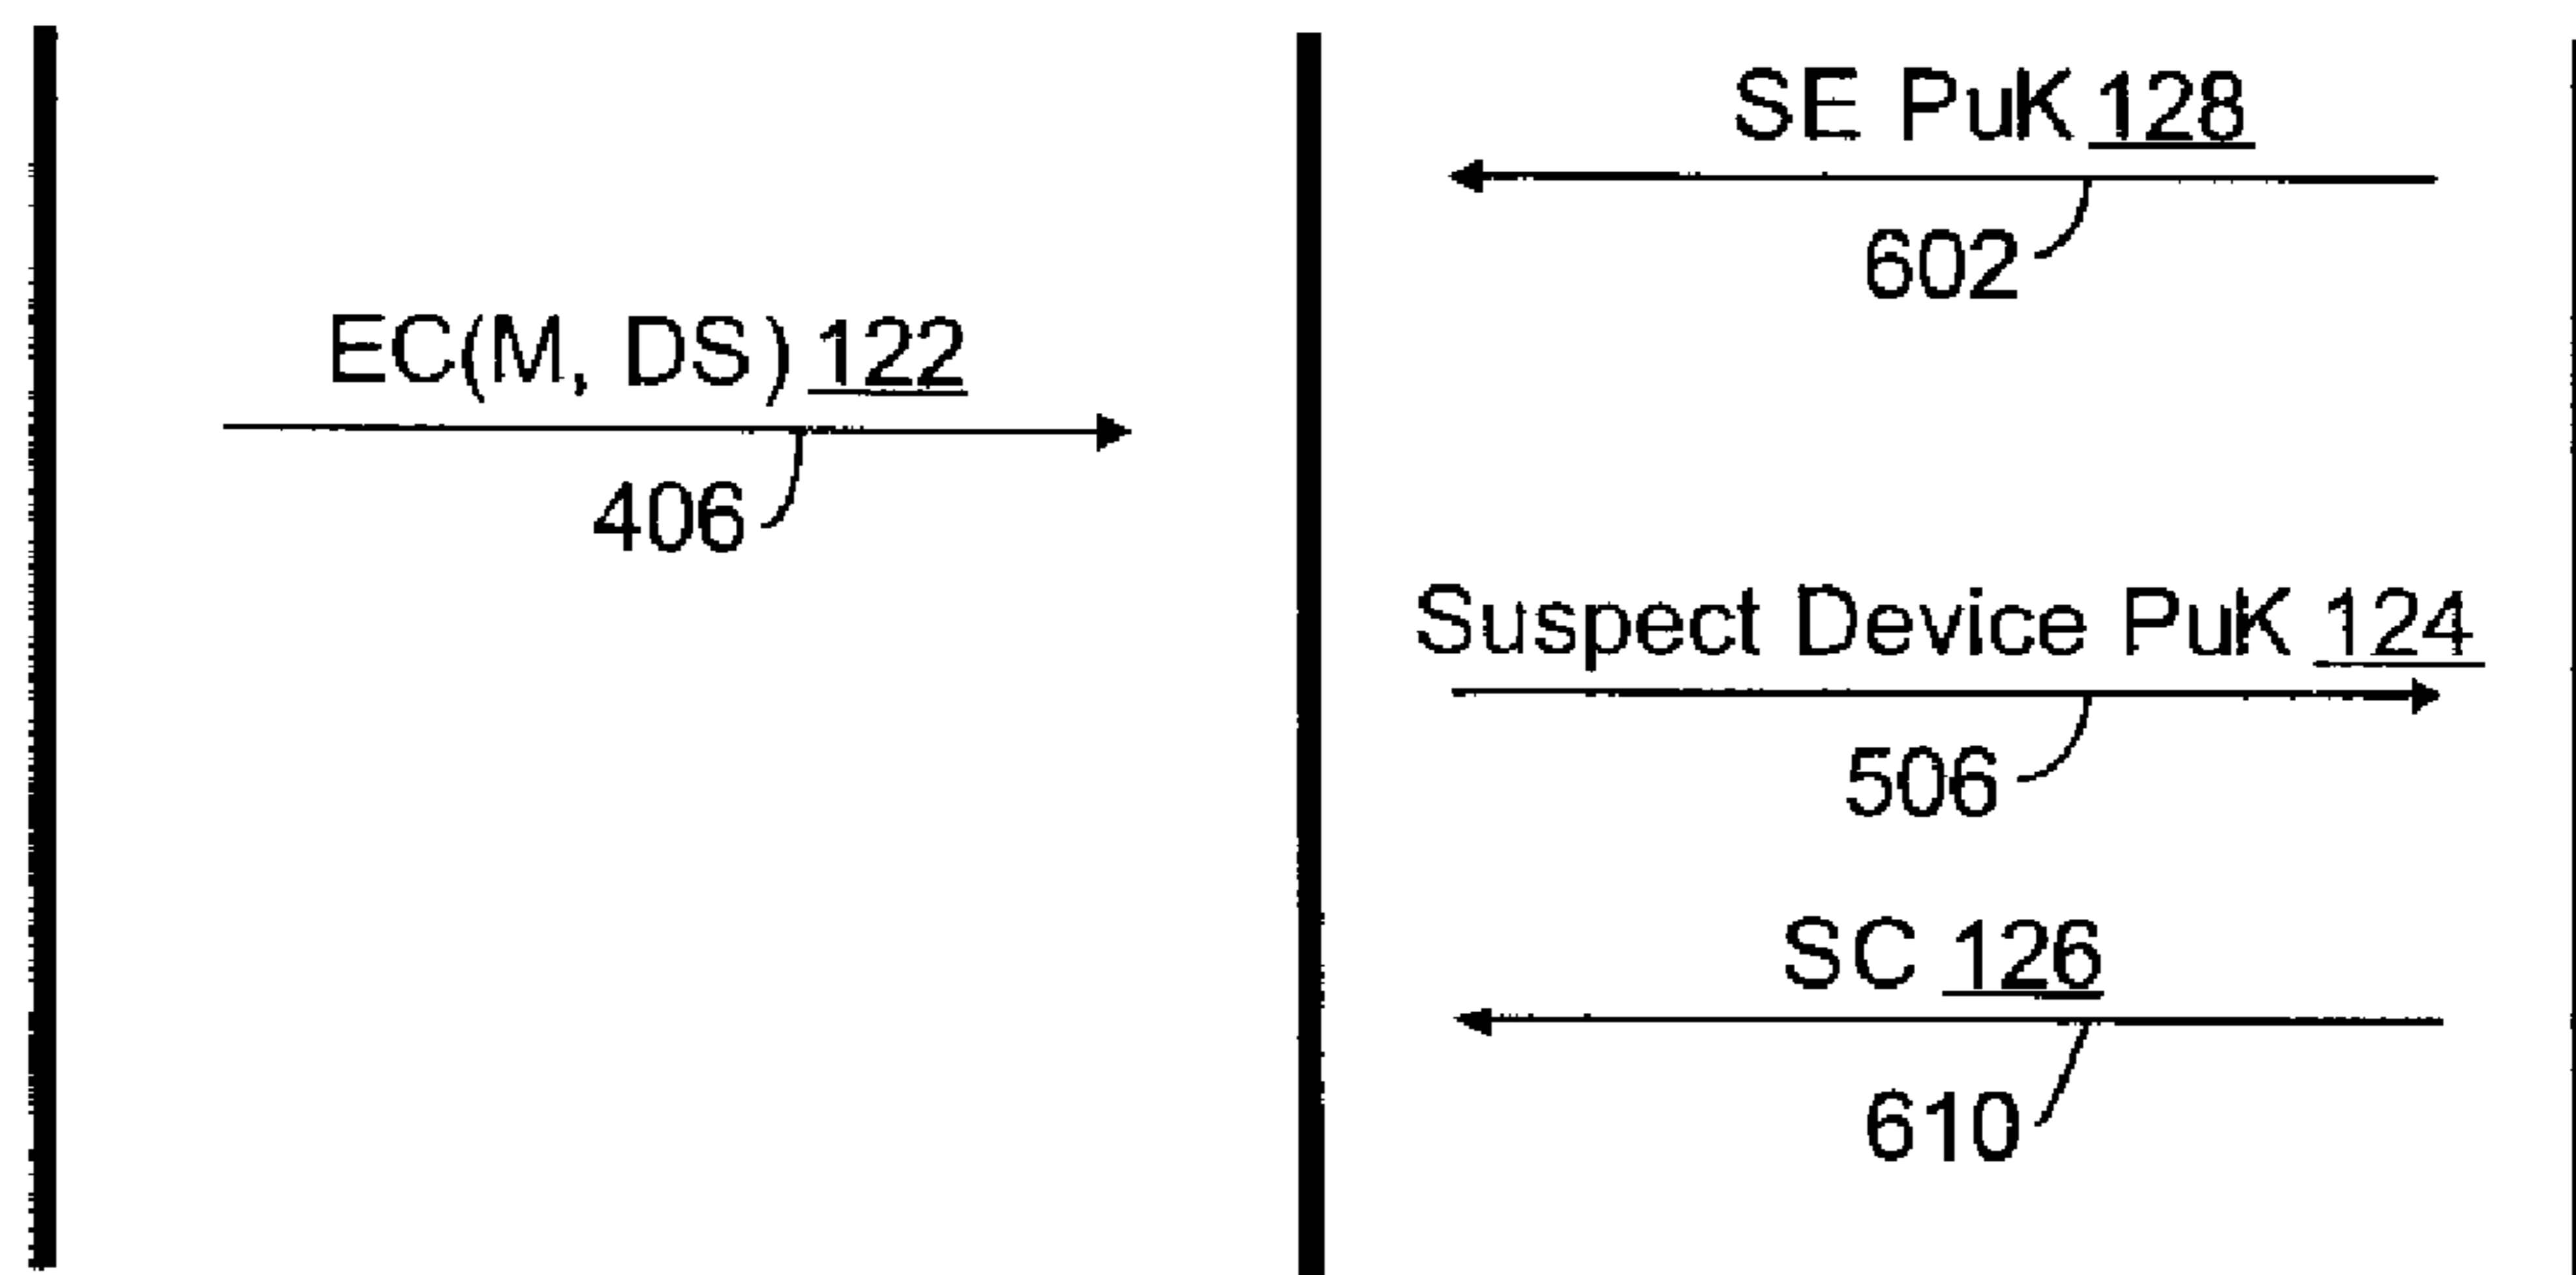 SE PuK 128
602
EC(M, DS) 122
406
Suspect Device PuK 124
506
SC 126
610